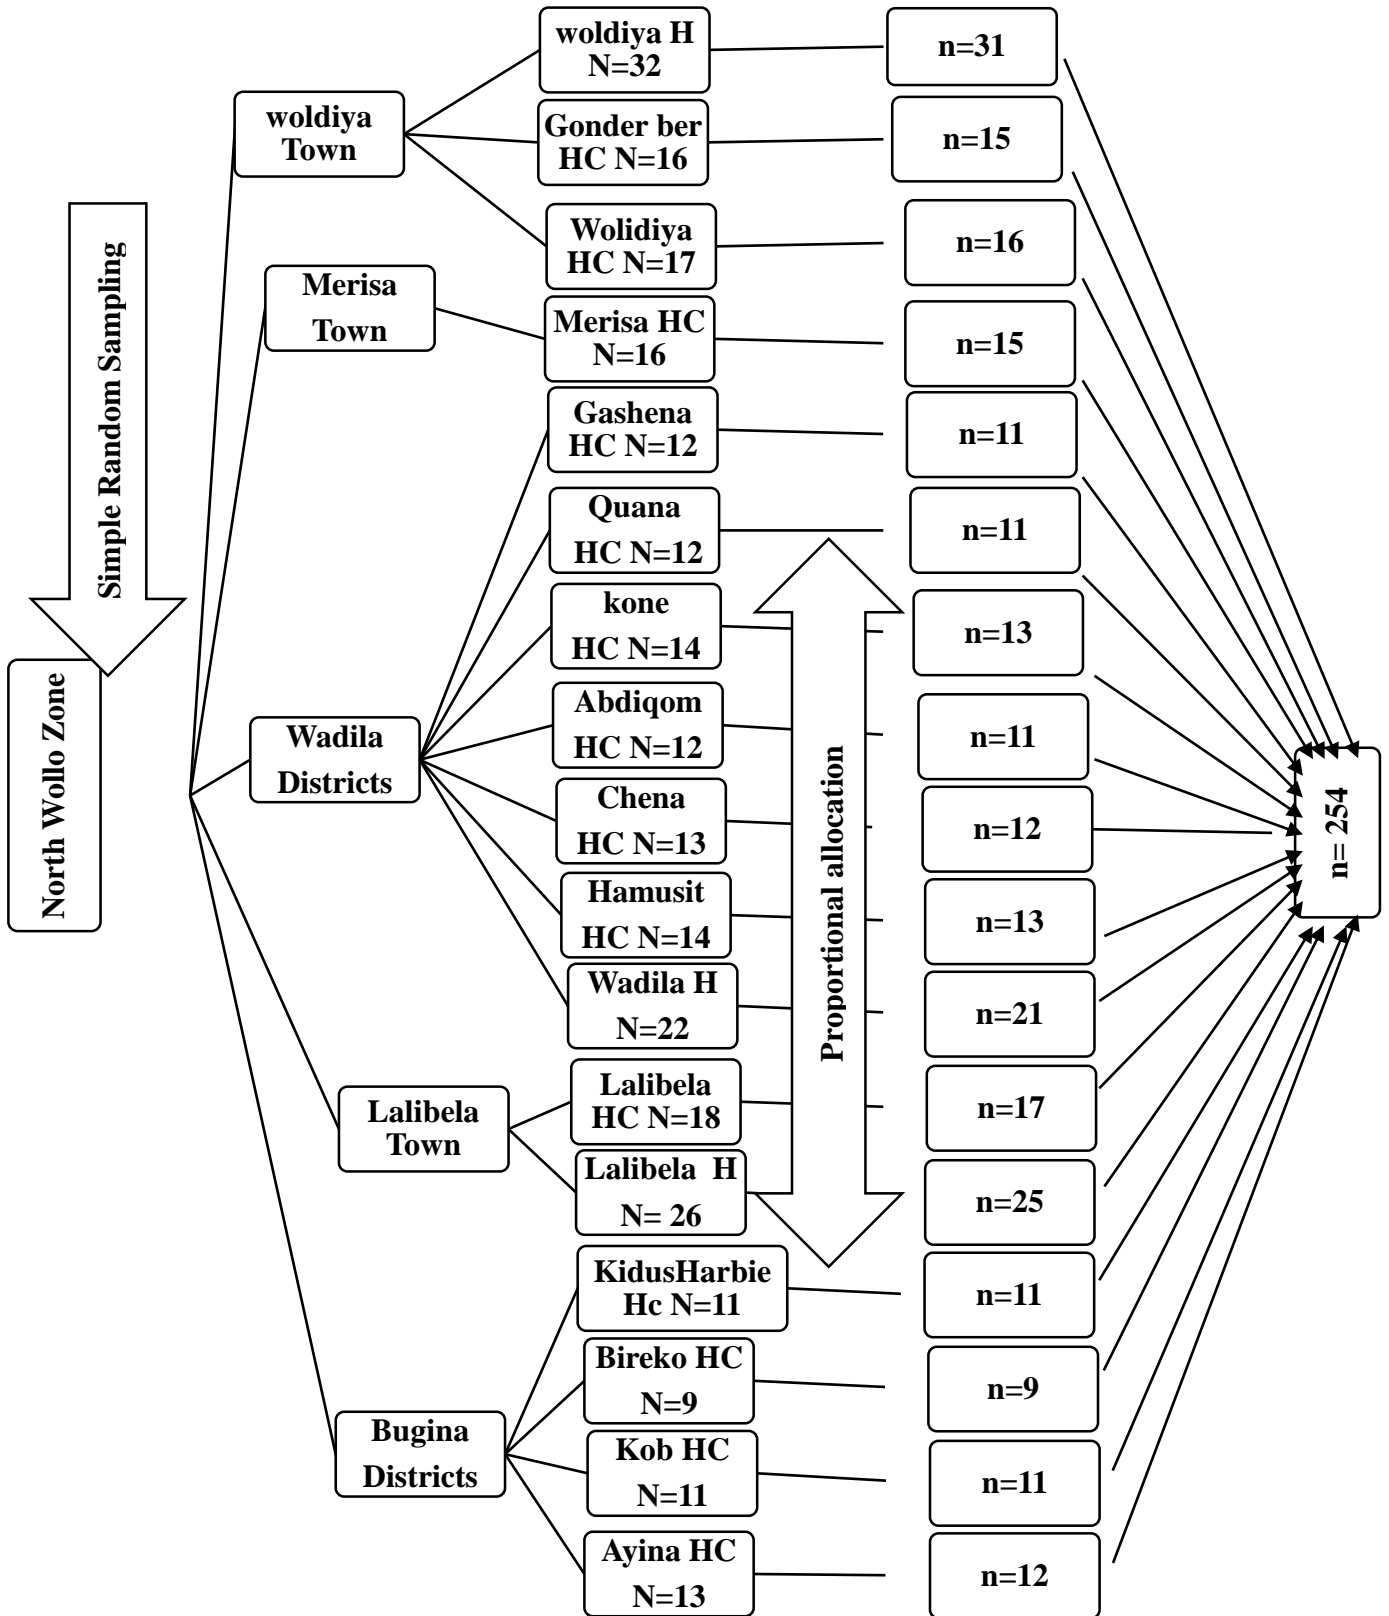 North Wollo Zone
Simple Random Sampling
woldiya
Town
Merisa
Town
Wadila
Districts
Lalibela
Town
Bugina
Districts
woldiya H
N=32
Gonder ber
HC N=16
Wolidiya
HC N=17
Merisa HC
N=16
Gashena
HC N=12
Quana
HC N=12
kone
HC N=14
Abdiqom
HC N=12
Chena
HC N=13
Hamusit
HC N=14
Wadila H
N=22
Lalibela
HC N=18
Lalibela H
N= 26
KidusHarbie
Hc N=11
Bireko HC
N=9
Kob HC
N=11
Ayina HC
N=13
Proportional allocation
n=31
n=15
n=16
n=15
n=11
n=11
n=13
n=11
n=12
n=13
n=21
n=17
n=25
n=11
n=9
n=11
n=12
n= 254